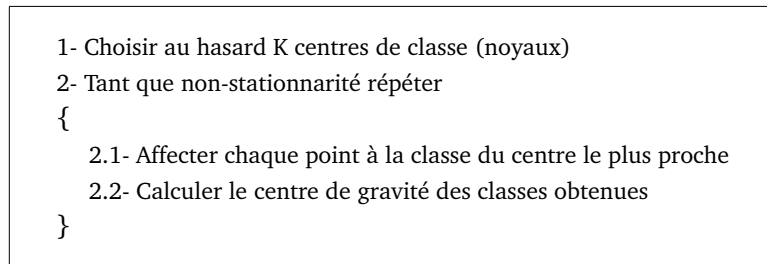 1- Choisir au hasard K centres de classe (noyaux)
2- Tant que non-stationnarité répéter
{
2.1- Affecter chaque point à la classe du centre le plus proche
2.2- Calculer le centre de gravité des classes obtenues
}